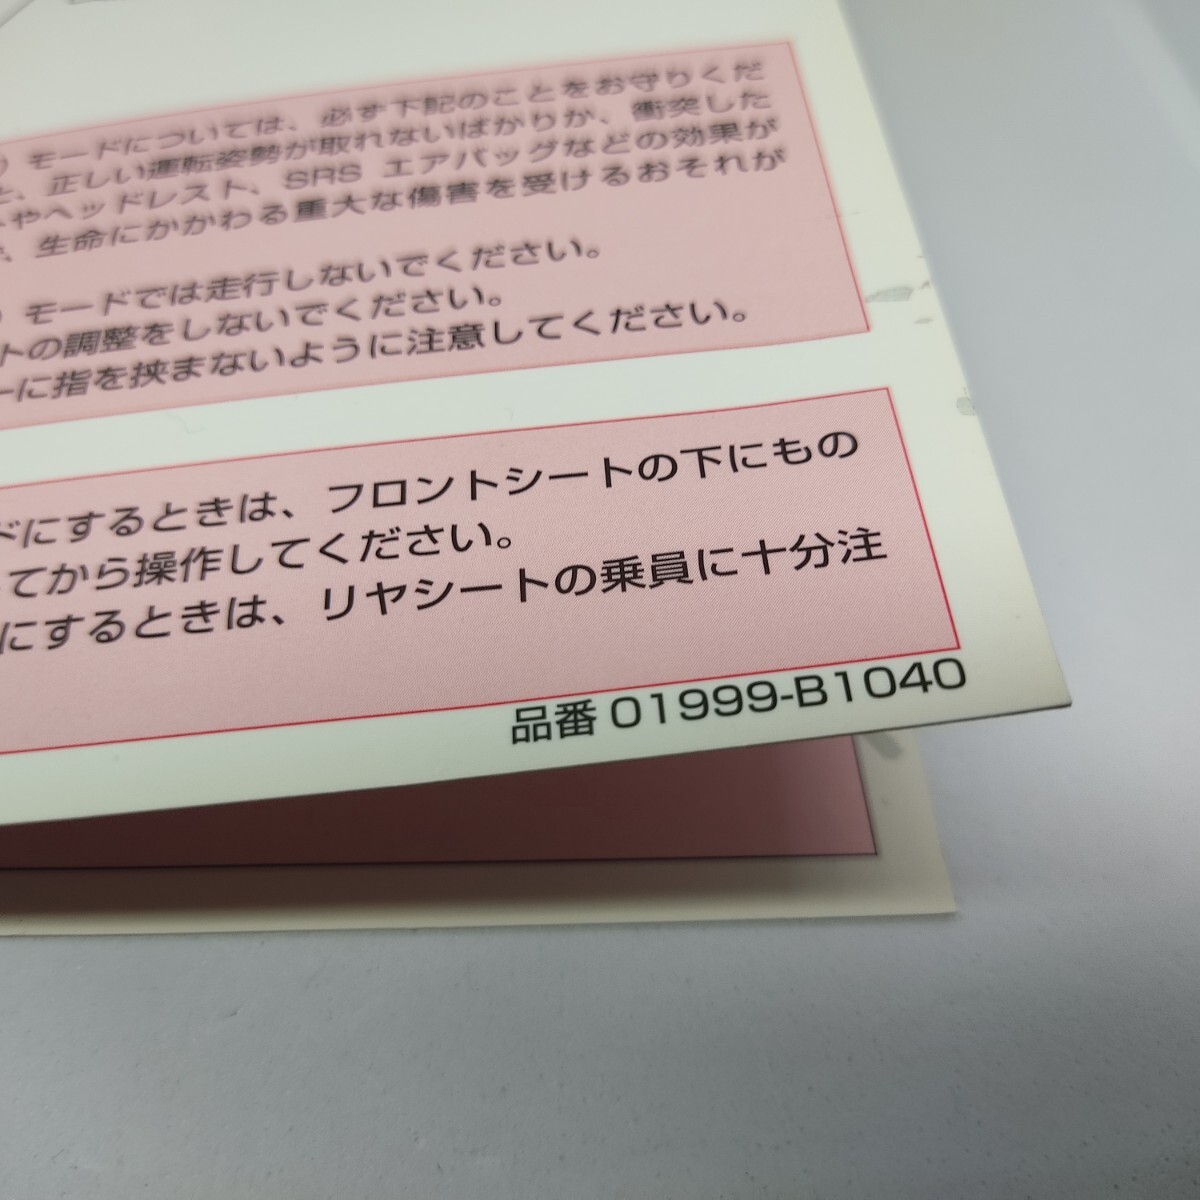 モードについては、必ず下記のことをお守りくだ
と、正しい運転姿勢が取れないばかりか、衝突した
やヘッドレスト、SRS エアバッグなどの効果が
、生命にかかわる重大な傷害を受けるおそれが
）モードでは走行しないでください。
トの調整をしないでください。
ーに指を挟まないように注意してください。
ドにするときは、フロントシートの下にもの
てから操作してください。
にするときは、リヤシートの乗員に十分注
品番 01999-B1040